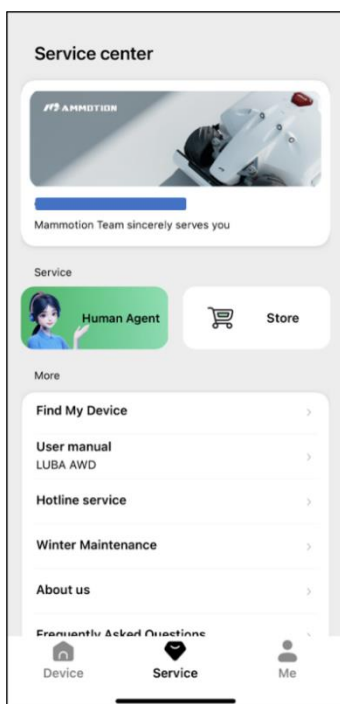 Service center
MAMMOTION
Mammotion Team sincerely serves you
Service
Human Agent
Store
More
Find My Device
User manual
LUBA AWD
Hotline service
Winter Maintenance
About us
Frequently Asked Questions
Device
Service
Me